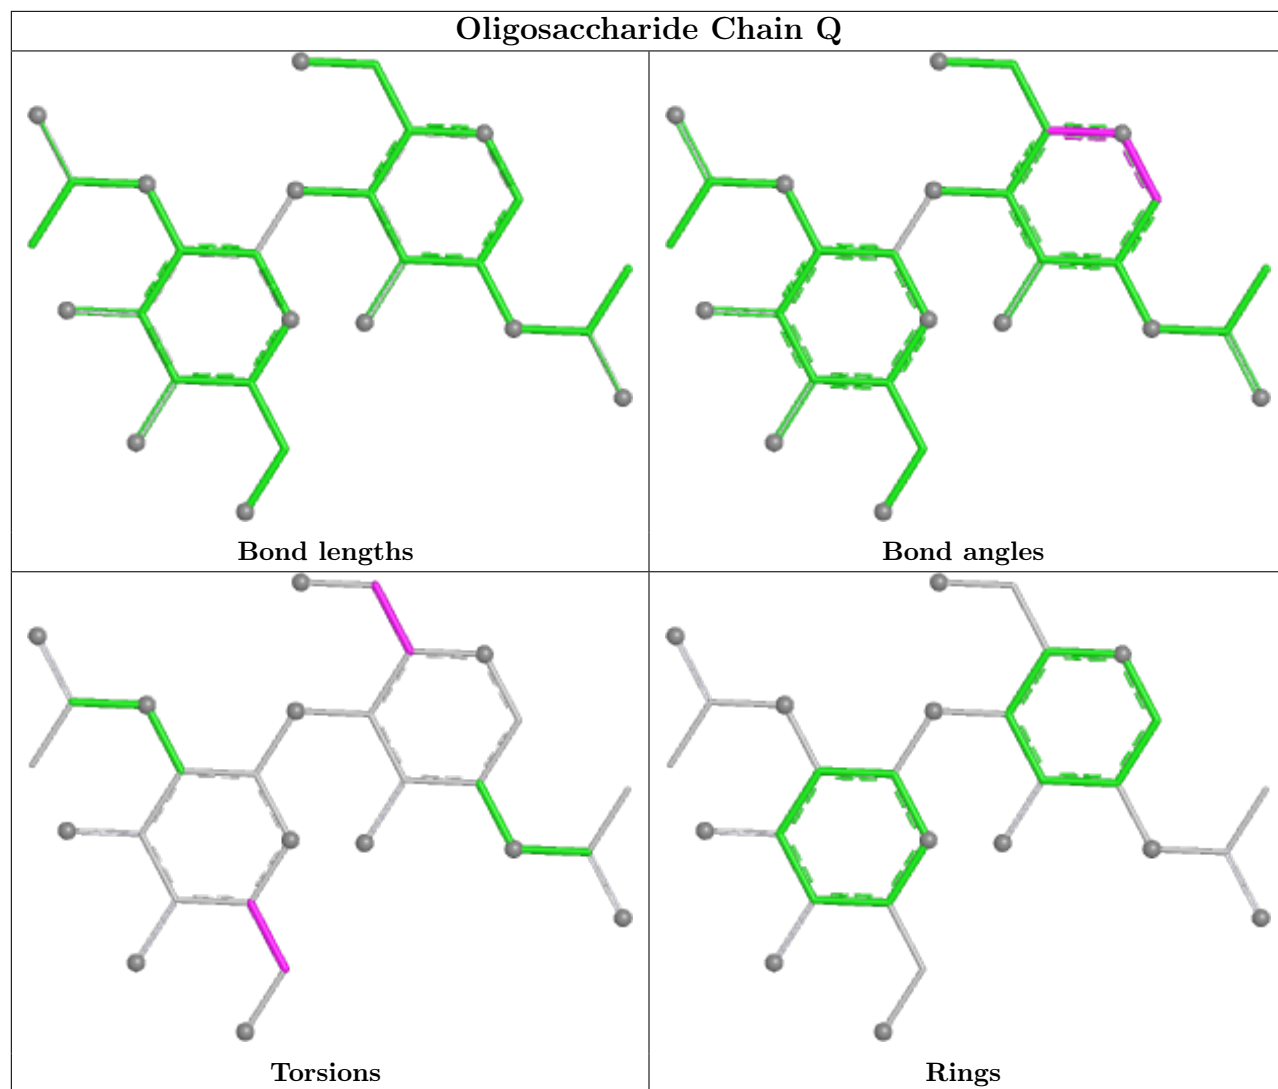 Oligosaccharide Chain Q
Bond lengths
Bond angles
Torsions
Rings